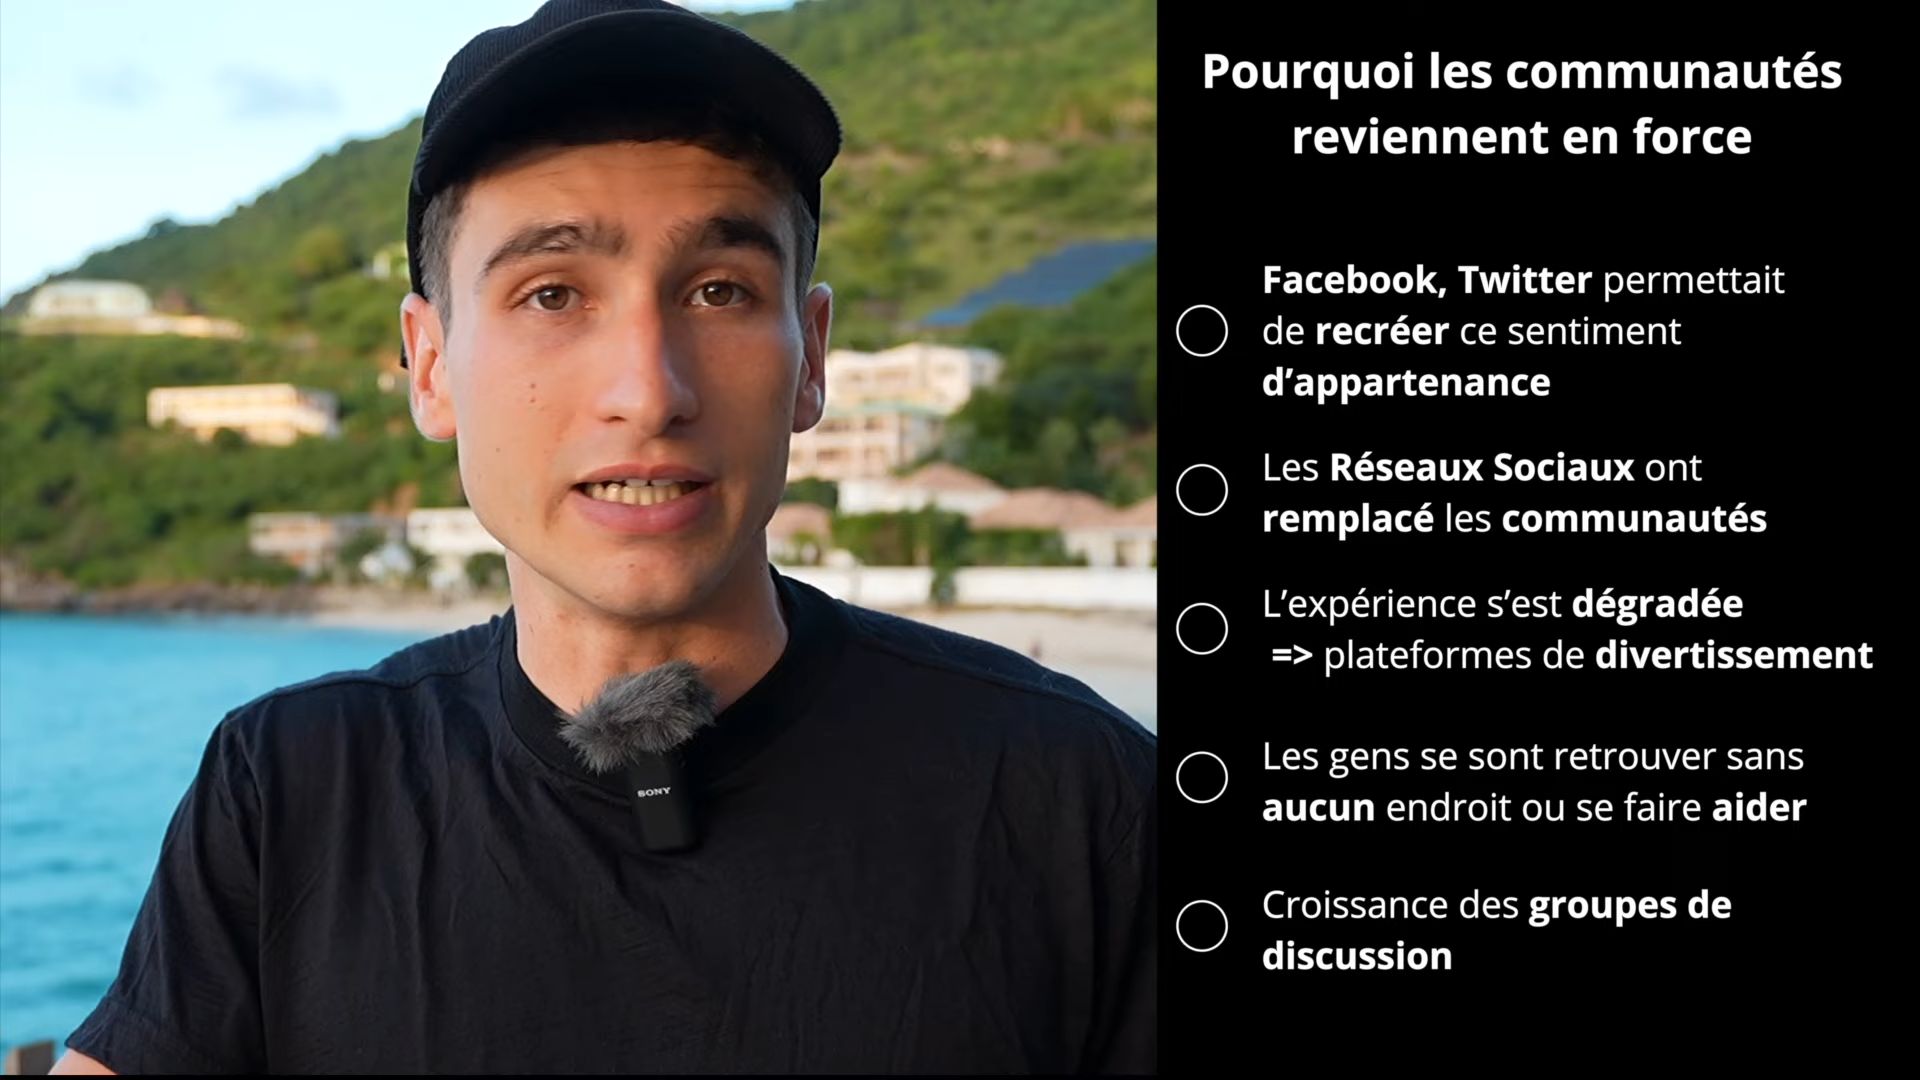 Pourquoi les communautés
reviennent en force
Facebook, Twitter permettait
de recréer ce sentiment
d’appartenance
Les Réseaux Sociaux ont
remplacé les communautés
L’expérience s’est dégradée
=> plateformes de divertissement
Les gens se sont retrouver sans
aucun endroit ou se faire aider
Croissance des groupes de
discussion
SONY